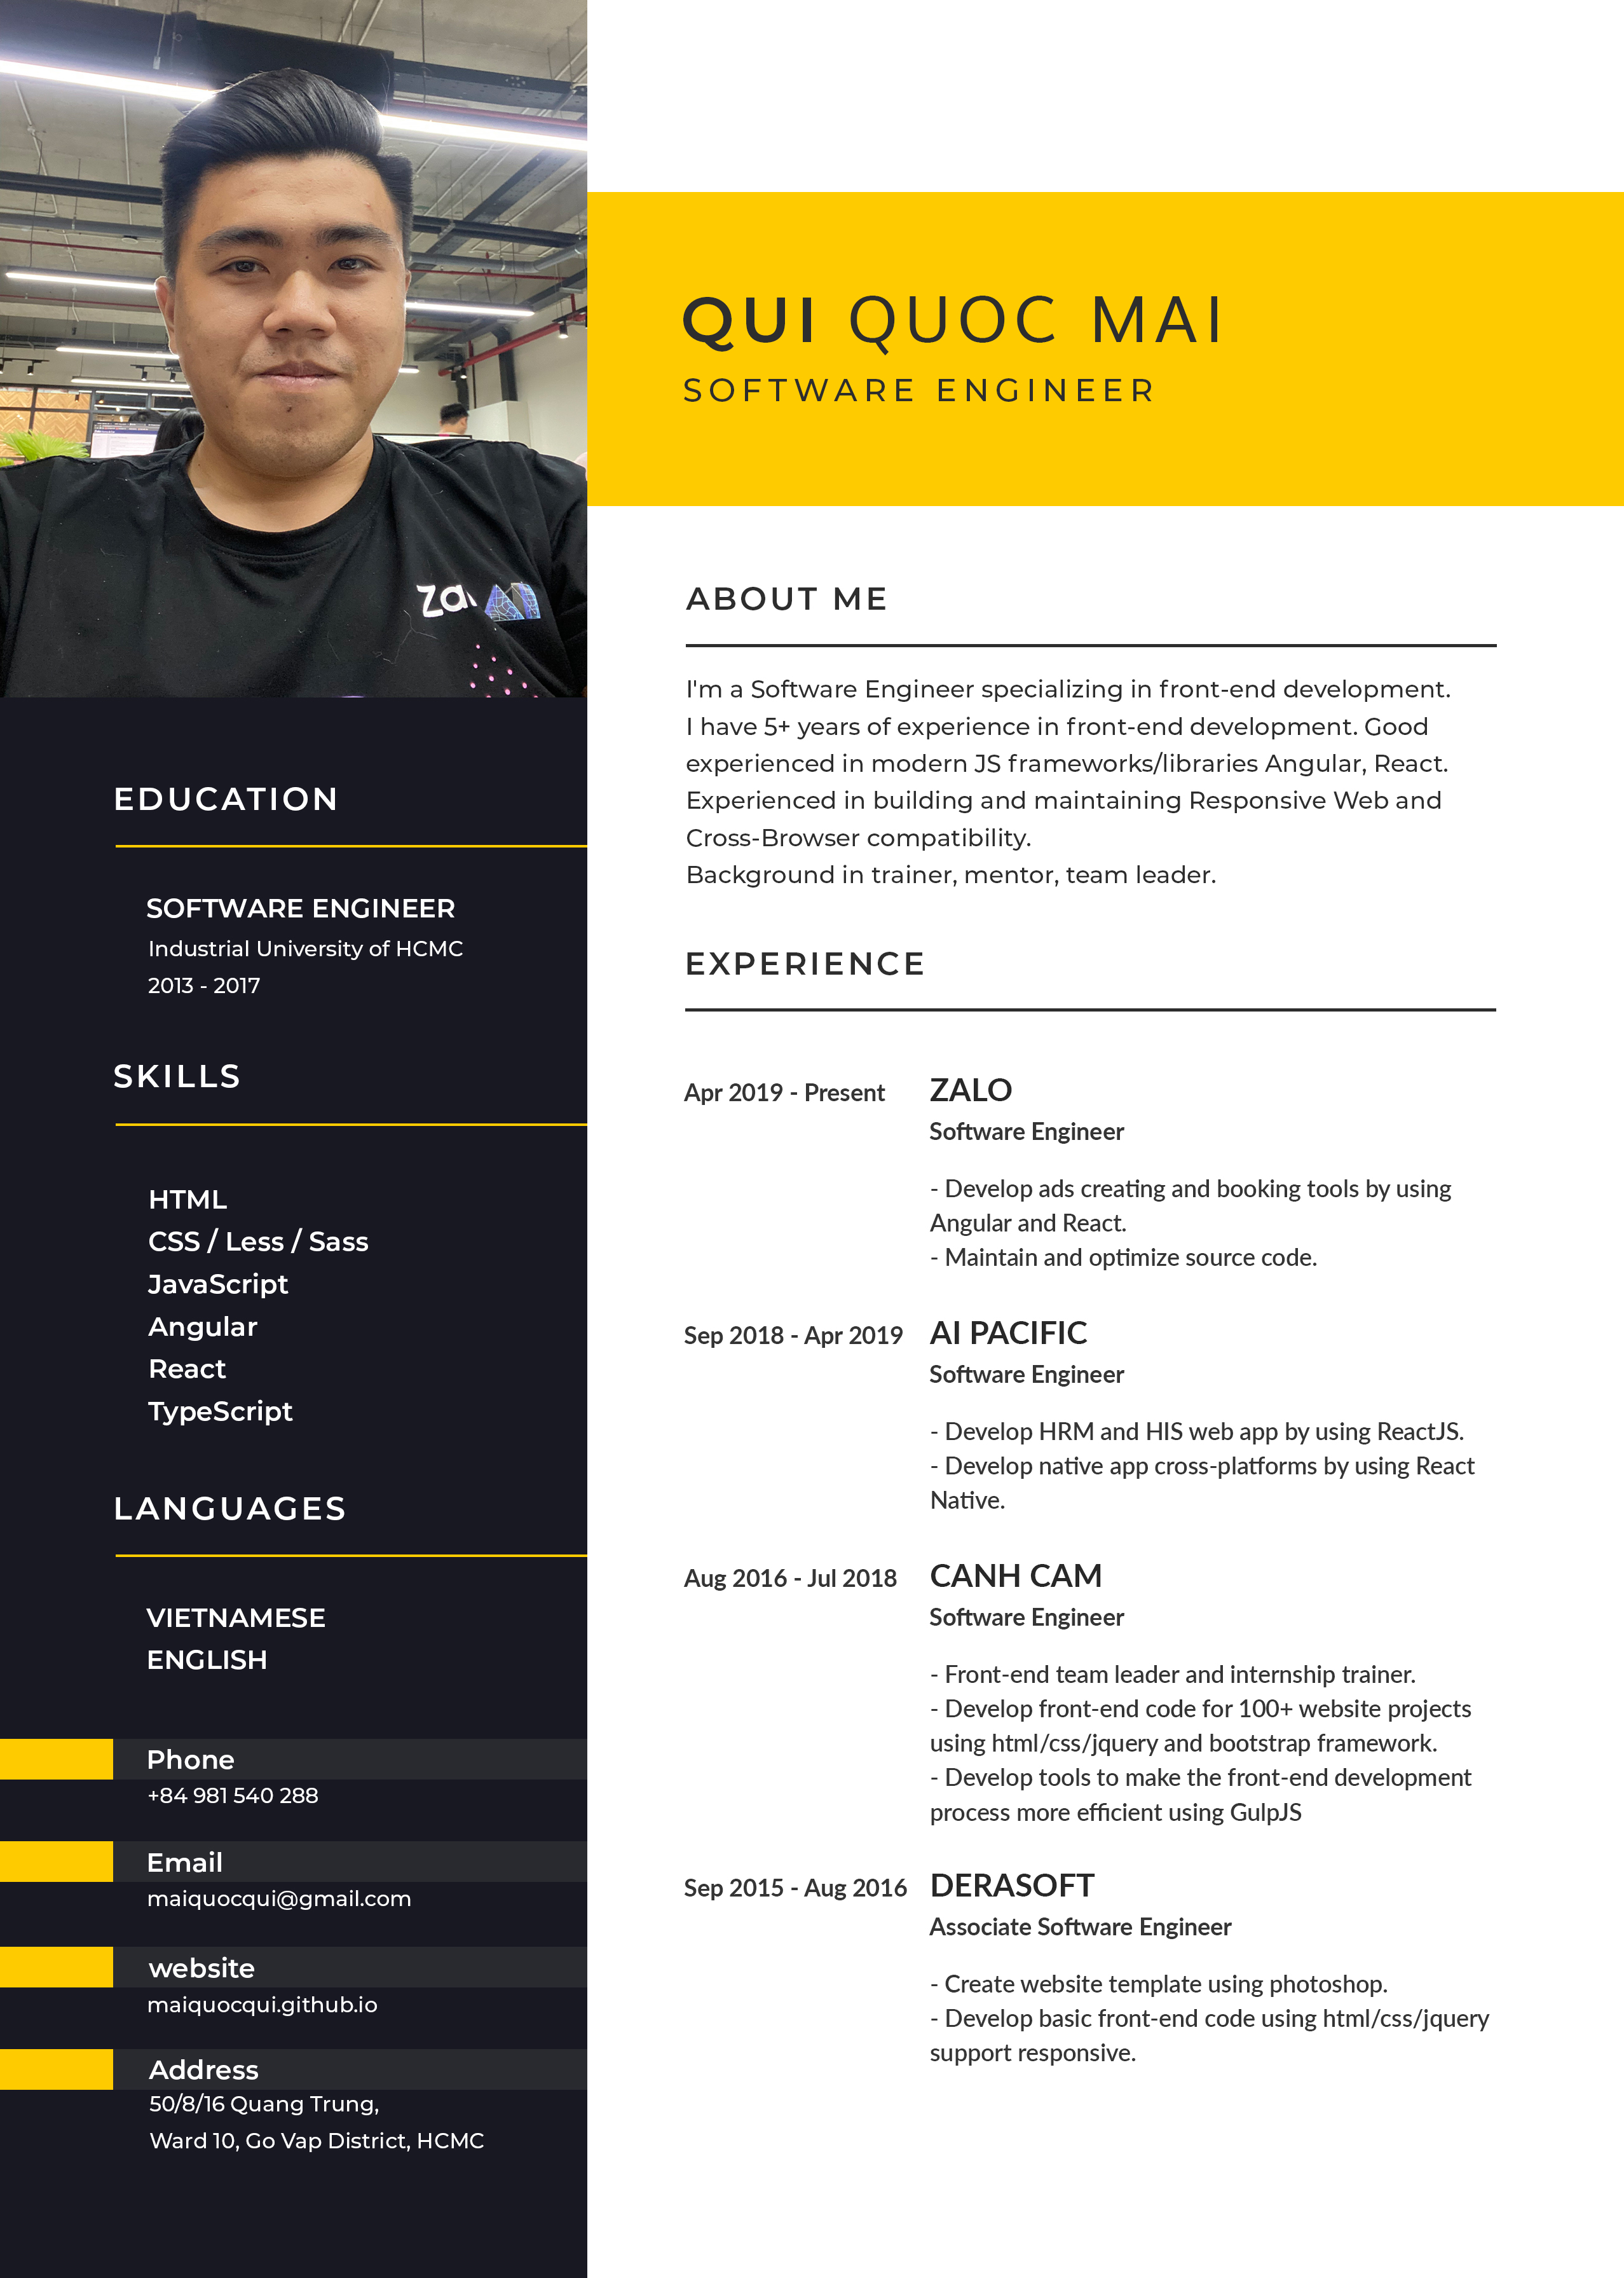 Zalo AI
EDUCATION
SOFTWARE ENGINEER
Industrial University of HCMC
2013 - 2017
SKILLS
HTML
CSS / Less / Sass
JavaScript
Angular
React
TypeScript
LANGUAGES
VIETNAMESE
ENGLISH
Phone
+84 981 540 288
Email
maiquocqui@gmail.com
website
maiquocqui.github.io
Address
50/8/16 Quang Trung,
Ward 10, Go Vap District, HCMC
QUI QUOC MAI
SOFTWARE ENGINEER
ABOUT ME
I'm a Software Engineer specializing in front-end development.
I have 5+ years of experience in front-end development. Good
experienced in modern JS frameworks/libraries Angular, React.
Experienced in building and maintaining Responsive Web and
Cross-Browser compatibility.
Background in trainer, mentor, team leader.
EXPERIENCE
Apr 2019 - Present ZALO
Software Engineer
- Develop ads creating and booking tools by using
Angular and React.
- Maintain and optimize source code.
Sep 2018 - Apr 2019 AI PACIFIC
Software Engineer
- Develop HRM and HIS web app by using ReactJS.
- Develop native app cross-platforms by using React
Native.
Aug 2016 - Jul 2018 CANH CAM
Software Engineer
- Front-end team leader and internship trainer.
- Develop front-end code for 100+ website projects
using html/css/jquery and bootstrap framework.
- Develop tools to make the front-end development
process more efficient using GulpJS
Sep 2015 - Aug 2016 DERASOFT
Associate Software Engineer
- Create website template using photoshop.
- Develop basic front-end code using html/css/jquery
support responsive.